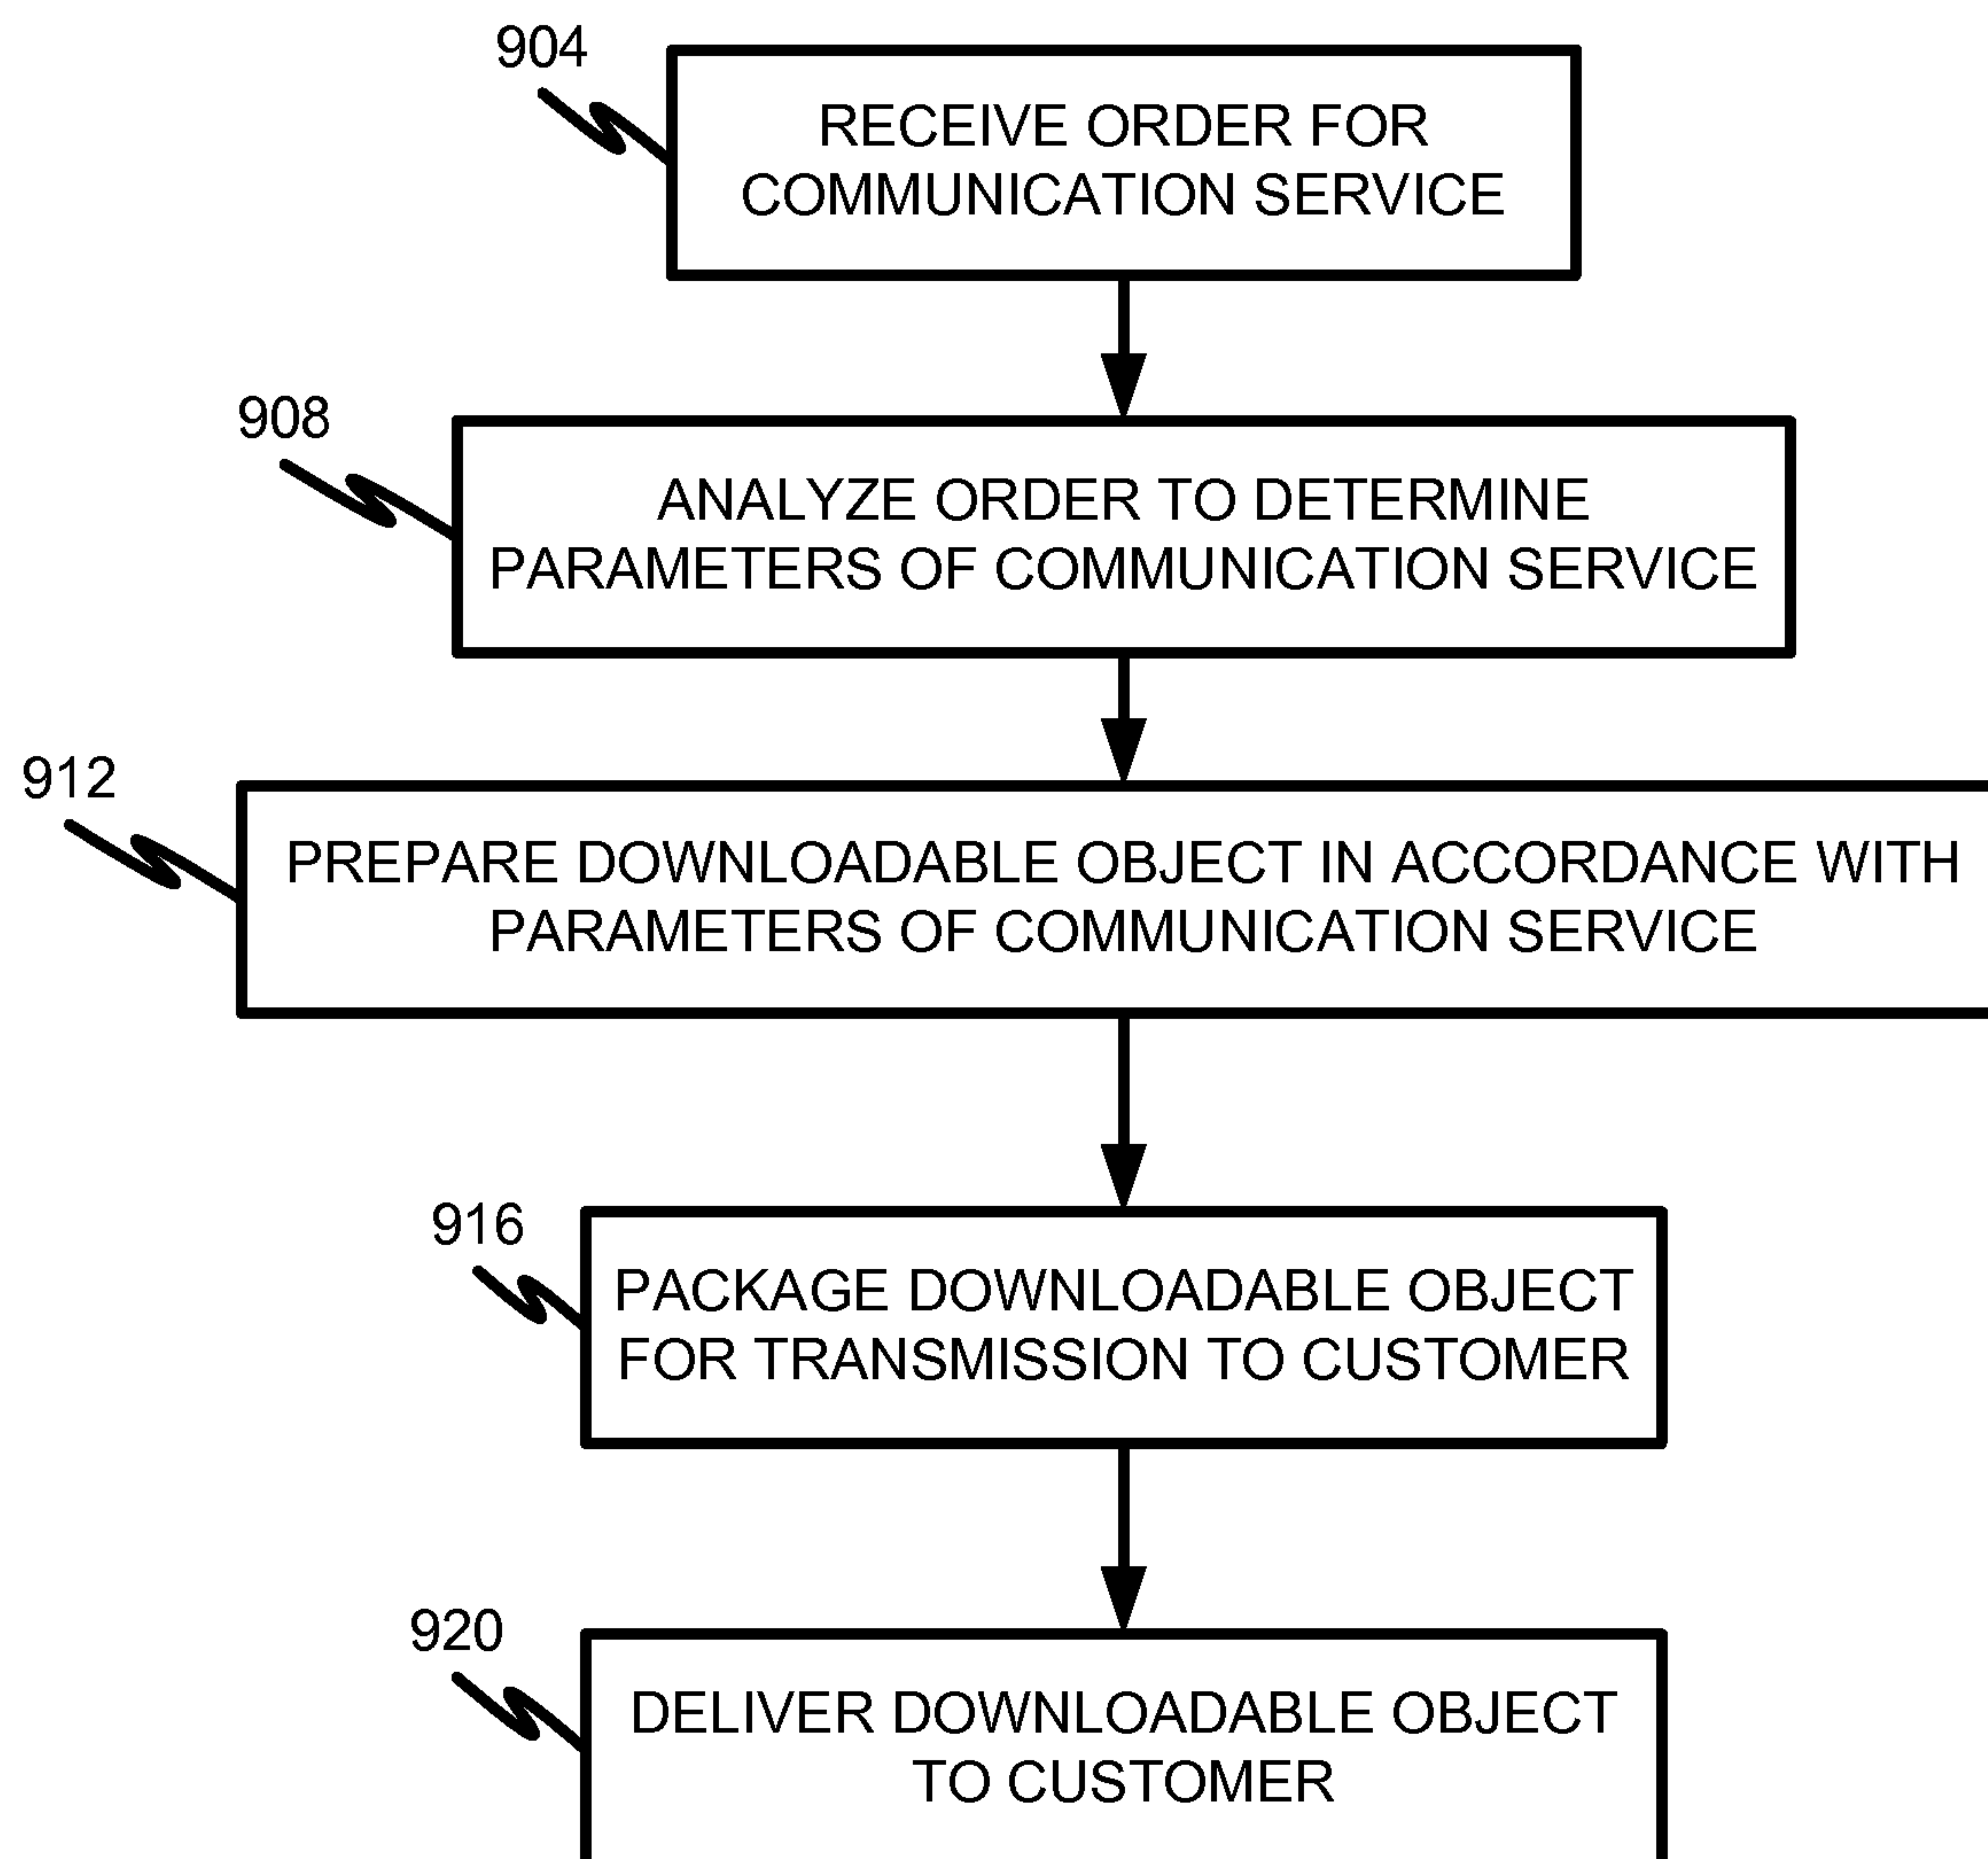 904
RECEIVE ORDER FOR
COMMUNICATION SERVICE
908
ANALYZE ORDER TO DETERMINE
PARAMETERS OF COMMUNICATION SERVICE
912
PREPARE DOWNLOADABLE OBJECT IN ACCORDANCE WITH
PARAMETERS OF COMMUNICATION SERVICE
916
PACKAGE DOWNLOADABLE OBJECT
FOR TRANSMISSION TO CUSTOMER
920
DELIVER DOWNLOADABLE OBJECT
TO CUSTOMER